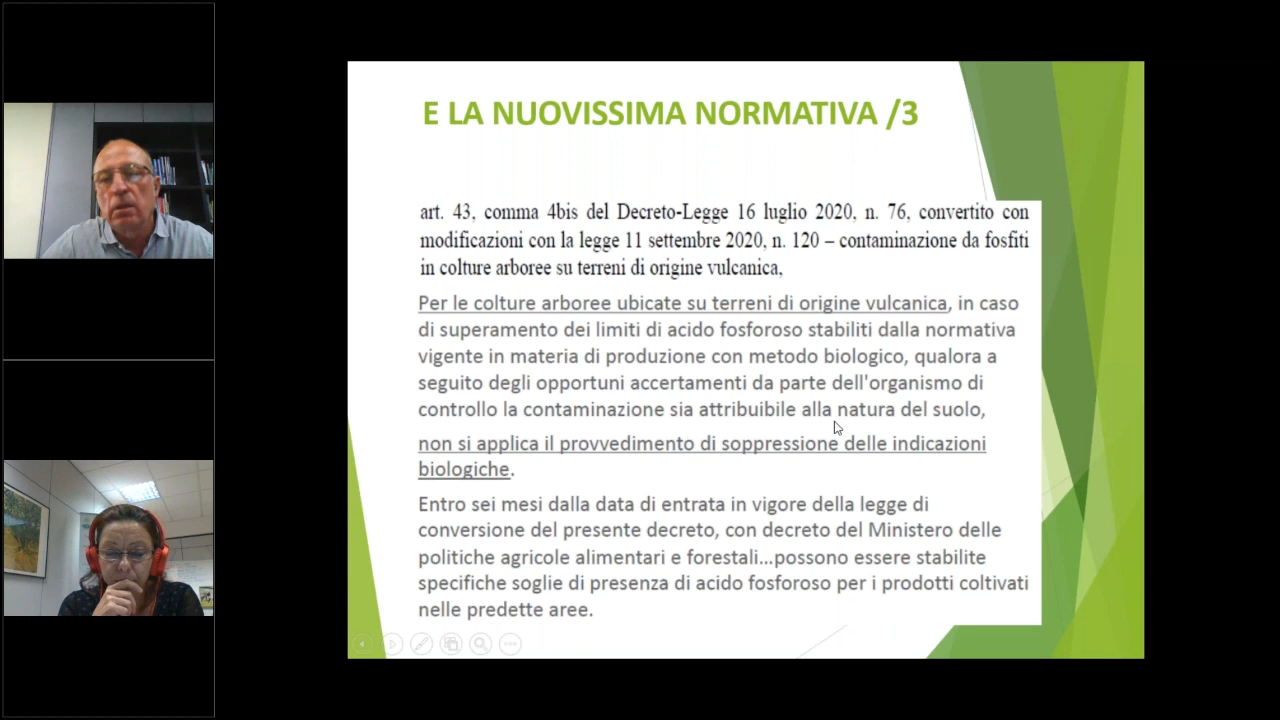 E LA NUOVISSIMA NORMATIVA /3
art. 43, comma 4bis del Decreto-Legge 16 luglio 2020, n. 76, convertito con
modificazioni con la legge 11 settembre 2020, n. 120 – contaminazione da fosfiti
in colture arboree su terreni di origine vulcanica,
Per le colture arboree ubicate su terreni di origine vulcanica, in caso
di superamento dei limiti di acido fosforoso stabiliti dalla normativa
vigente in materia di produzione con metodo biologico, qualora a
seguito degli opportuni accertamenti da parte dell'organismo di
controllo la contaminazione sia attribuibile alla natura del suolo,
non si applica il provvedimento di soppressione delle indicazioni
biologiche.
Entro sei mesi dalla data di entrata in vigore della legge di
conversione del presente decreto, con decreto del Ministero delle
politiche agricole alimentari e forestali...possono essere stabilite
specifiche soglie di presenza di acido fosforoso per i prodotti coltivati
nelle predette aree.